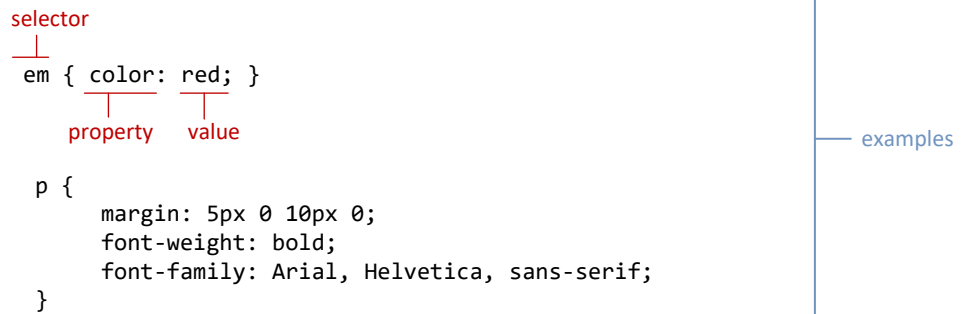 selector
em { color: red; }
property value
examples
p {
margin: 5px 0 10px 0;
font-weight: bold;
font-family: Arial, Helvetica, sans-serif;
}